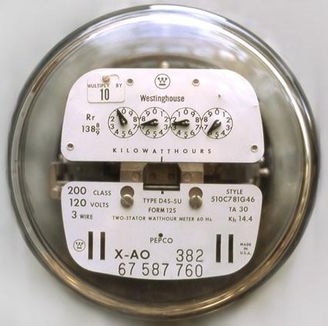 MULTIPLY BY
10
Westinghouse
Rr
138 8/9
KILOWATTHOURS
200 CLASS
120 VOLTS
3 WIRE
TYPE D4S-SU
FORM 12S
TWO-STATOR WATTHOUR METER 60 Hz
STYLE
510C781G46
TA 30
Kh 14.4
PEPCO
X-AO 382
67 587 760
MADE IN
U.S.A.